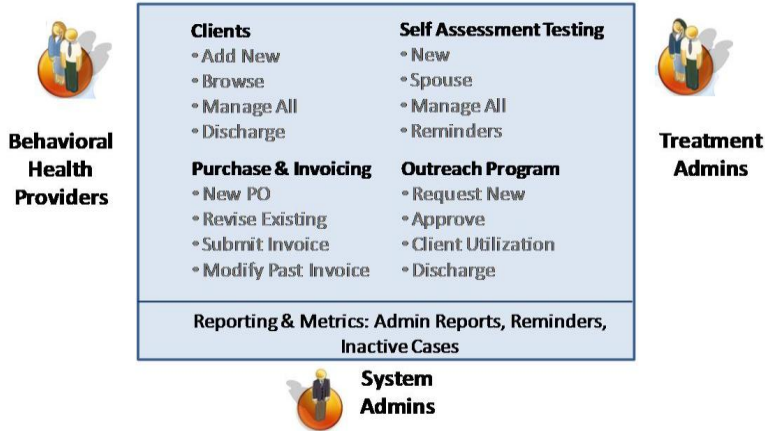 Clients
• Add New
• Browse
• Manage All
• Discharge
Self Assessment Testing
• New
• Spouse
• Manage All
• Reminders
Behavioral
Health
Providers
Treatment
Admins
Purchase & Invoicing
• New PO
• Revise Existing
• Submit Invoice
• Modify Past Invoice
Outreach Program
• Request New
• Approve
• Client Utilization
• Discharge
Reporting & Metrics: Admin Reports, Reminders,
Inactive Cases
System
Admins